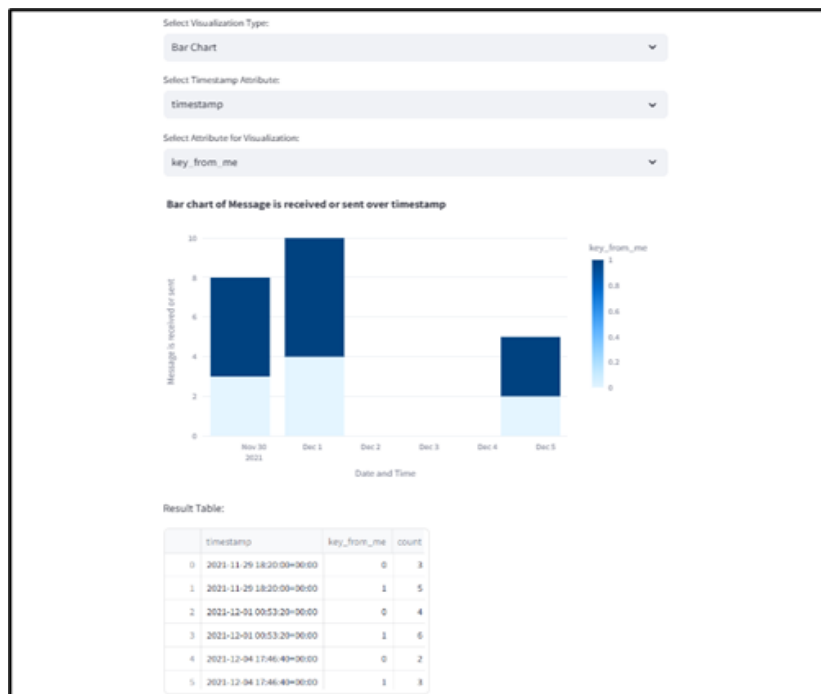 Select Visualization Type:
Bar Chart
Select Timestamp Attribute:
timestamp
Select Attribute for Visualization:
key_from_me
Bar chart of Message is received or sent over timestamp
key_from_me
Message is received or sent
10
8
6
4
2
0
1
0.8
0.6
0.4
0.2
0
Nov 30 Dec 1 Dec 2 Dec 3 Dec 4 Dec 5
2021
Date and Time
Result Table:
timestamp key_from_me count
0 2021-11-29 18:20:00+00:00 0 3
1 2021-11-29 18:20:00+00:00 1 5
2 2021-12-01 00:53:20+00:00 0 4
3 2021-12-01 00:53:20+00:00 1 6
4 2021-12-04 17:46:40+00:00 0 2
5 2021-12-04 17:46:40+00:00 1 3